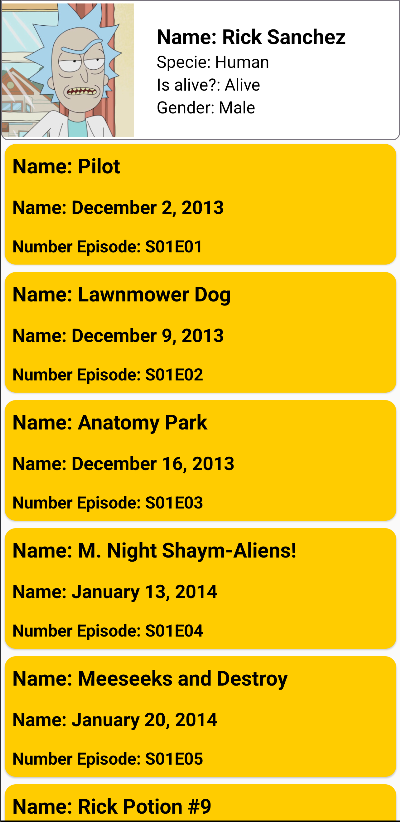 Name: Rick Sanchez
Specie: Human
Is alive?: Alive
Gender: Male
Name: Pilot
Name: December 2, 2013
Number Episode: S01E01
Name: Lawnmower Dog
Name: December 9, 2013
Number Episode: S01E02
Name: Anatomy Park
Name: December 16, 2013
Number Episode: S01E03
Name: M. Night Shaym-Aliens!
Name: January 13, 2014
Number Episode: S01E04
Name: Meeseeks and Destroy
Name: January 20, 2014
Number Episode: S01E05
Name: Rick Potion #9